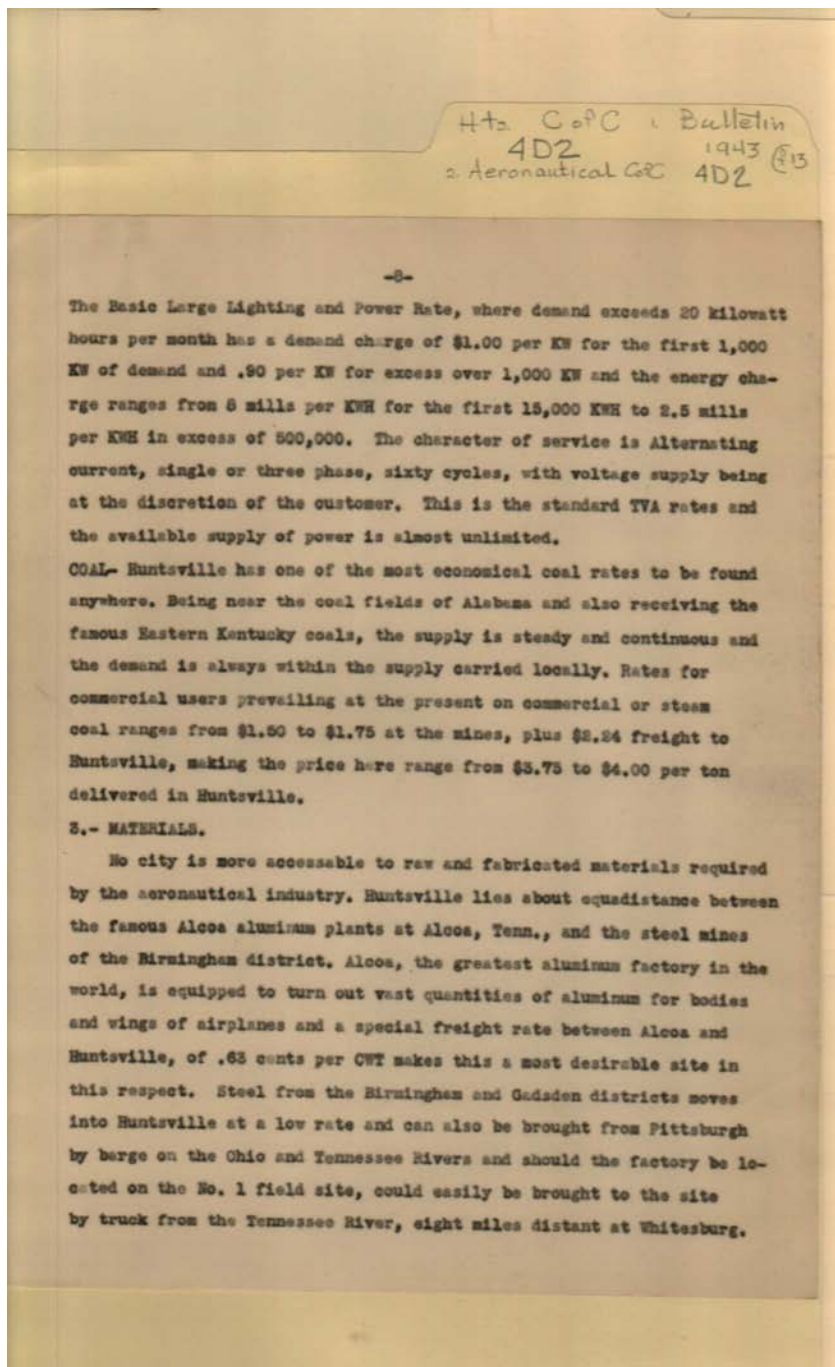 Hts. C of C 1. Bulletin
4D2 1943
2. Aeronautical CofC 4D2
The Basic Large Lighting and Power Rate, where demand exceeds 20 kilowatt
hours per month has a demand charge of $1.00 per KW for the first 1,000
KW of demand and .90 per KW for excess over 1,000 KW and the energy cha-
rge ranges from 8 mills per KWH for the first 15,000 KWH to 2.5 mills
per KWH in excess of 500,000. The character of service is Alternating
current, single or three phase, sixty cycles, with voltage supply being
at the discretion of the customer. This is the standard TVA rates and
the available supply of power is almost unlimited.
COAL- Huntsville has one of the most economical coal rates to be found
anywhere. Being near the coal fields of Alabama and also receiving the
famous Eastern Kentucky coals, the supply is steady and continuous and
the demand is always within the supply carried locally. Rates for
commercial users prevailing at the present on commercial or steam
coal ranges from $1.50 to $1.75 at the mines, plus $2.24 freight to
Huntsville, making the price here range from $3.75 to $4.00 per ton
delivered in Huntsville.
3.- MATERIALS.
No city is more accessable to raw and fabricated materials required
by the aeronautical industry. Huntsville lies about equadistance between
the famous Alcoa aluminum plants at Alcoa, Tenn., and the steel mines
of the Birmingham district. Alcoa, the greatest aluminum factory in the
world, is equipped to turn out vast quantities of aluminum for bodies
and wings of airplanes and a special freight rate between Alcoa and
Huntsville, of .63 cents per CWT makes this a most desirable site in
this respect. Steel from the Birmingham and Gadsden districts moves
into Huntsville at a low rate and can also be brought from Pittsburgh
by barge on the Ohio and Tennessee Rivers and should the factory be lo-
cated on the No. 1 field site, could easily be brought to the site
by truck from the Tennessee River, eight miles distant at Whitesburg.